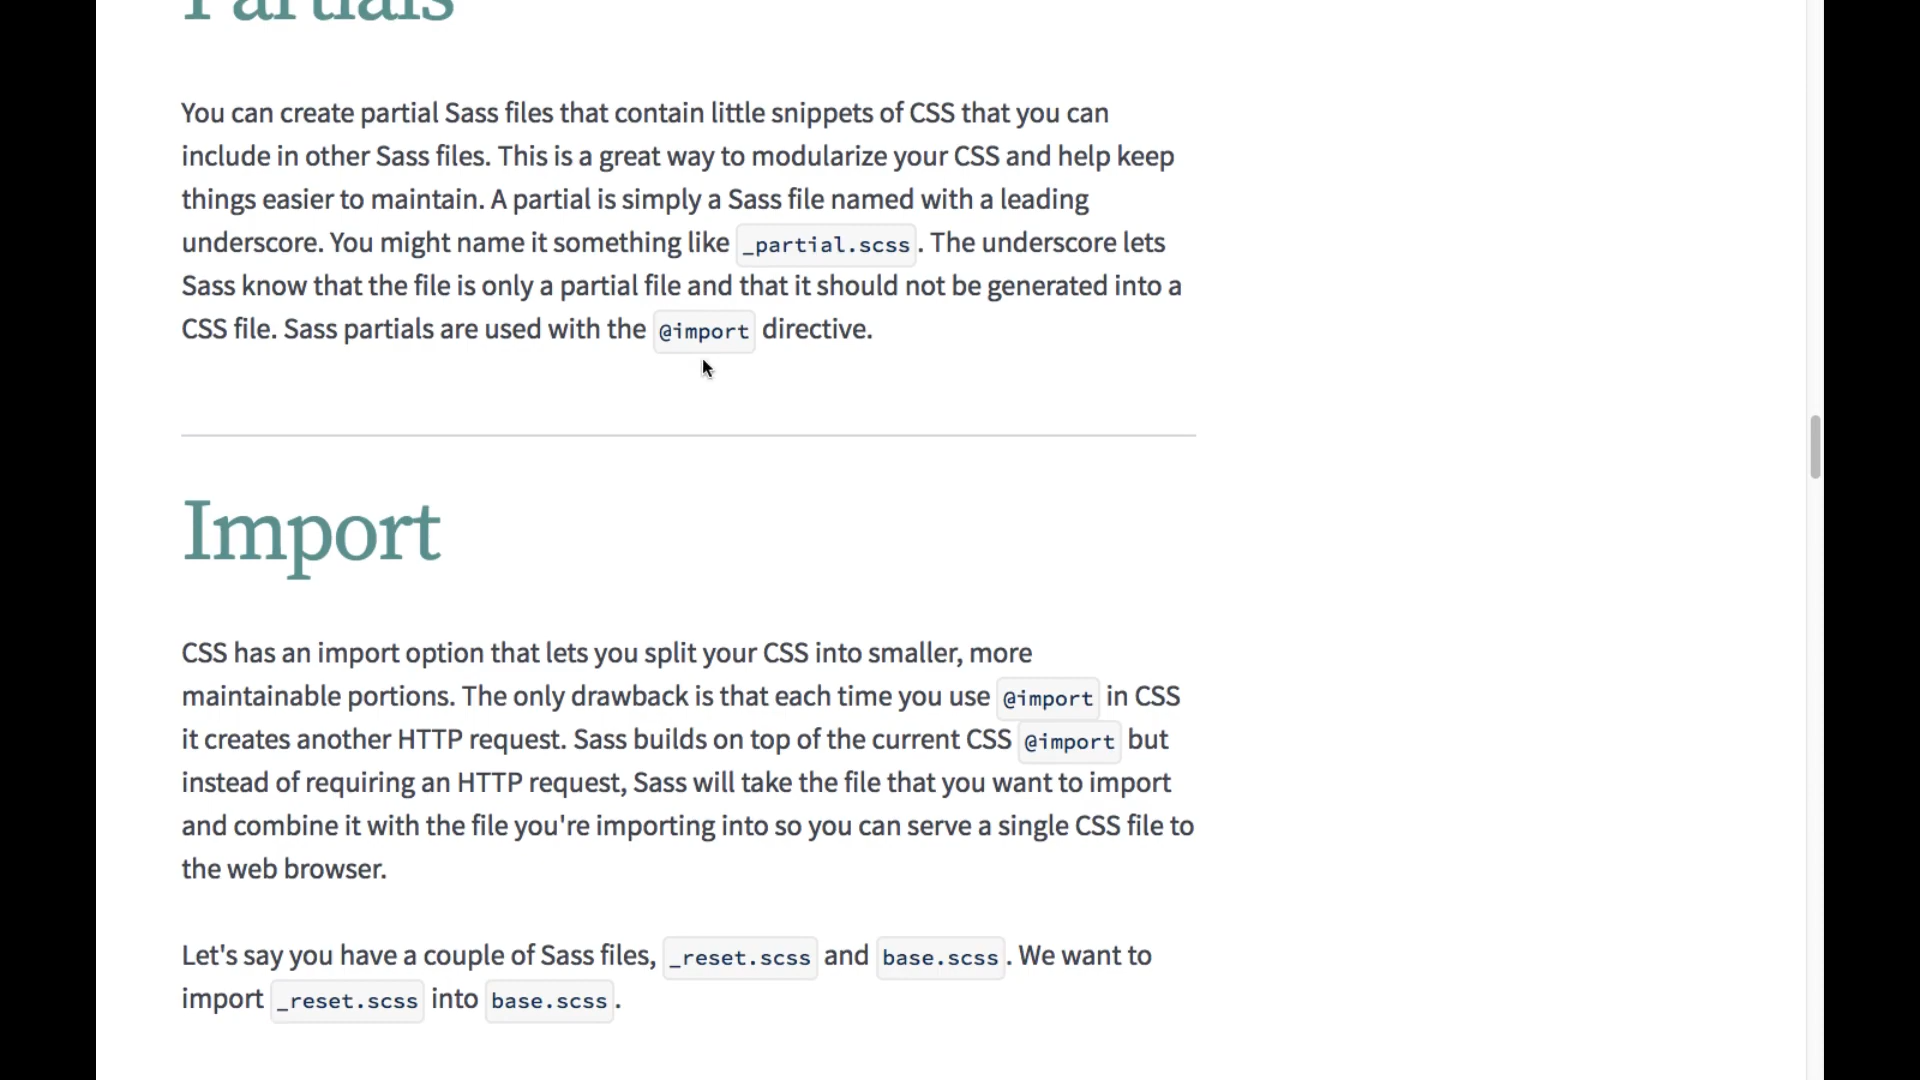 Partials
You can create partial Sass files that contain little snippets of CSS that you can
include in other Sass files. This is a great way to modularize your CSS and help keep
things easier to maintain. A partial is simply a Sass file named with a leading
underscore. You might name it something like _partial.scss. The underscore lets
Sass know that the file is only a partial file and that it should not be generated into a
CSS file. Sass partials are used with the @import directive.
Import
CSS has an import option that lets you split your CSS into smaller, more
maintainable portions. The only drawback is that each time you use @import in CSS
it creates another HTTP request. Sass builds on top of the current CSS @import but
instead of requiring an HTTP request, Sass will take the file that you want to import
and combine it with the file you're importing into so you can serve a single CSS file to
the web browser.
Let's say you have a couple of Sass files, _reset.scss and base.scss. We want to
import _reset.scss into base.scss.